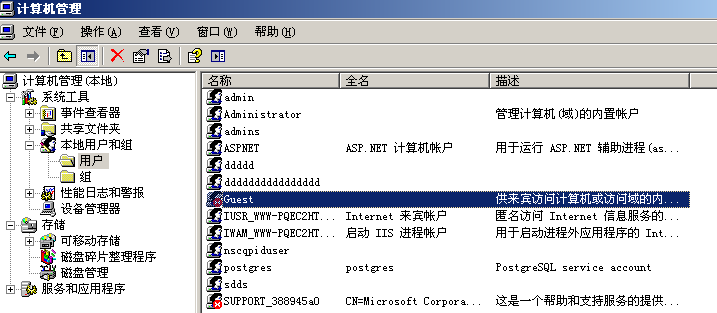 计算机管理
文件(F) 操作(A) 查看(V) 窗口(W) 帮助(H)
计算机管理(本地)
系统工具
事件查看器
共享文件夹
本地用户和组
用户
组
性能日志和警报
设备管理器
存储
可移动存储
磁盘碎片整理程序
磁盘管理
服务和应用程序
名称 全名 描述
admin
Administrator 管理计算机(域)的内置帐户
admins
ASPNET ASP.NET 计算机帐户 用于运行 ASP.NET 辅助进程(as...
ddddd
dddddddddddddddd
Guest 供来宾访问计算机或访问域的内...
IUSR_WWW-PQEC2HT... Internet 来宾帐户 匿名访问 Internet 信息服务的...
IWAM_WWW-PQEC2HT... 启动 IIS 进程帐户 用于启动进程外应用程序的 Int...
nscqpiduser
postgres postgres PostgreSQL service account
sdds
SUPPORT_388945a0 CN=Microsoft Corpora... 这是一个帮助和支持服务的提供...